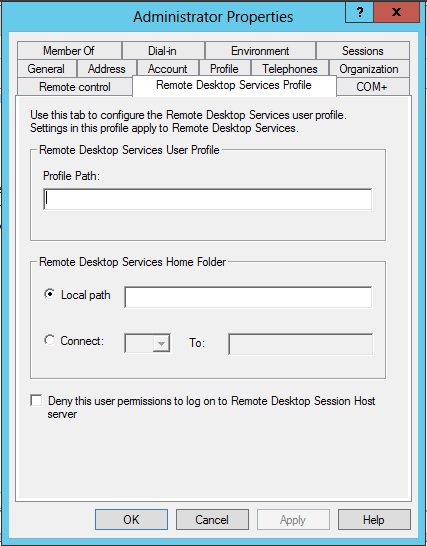 Administrator Properties
?
x
Member Of Dial-in Environment Sessions
General Address Account Profile Telephones Organization
Remote control Remote Desktop Services Profile COM+
Use this tab to configure the Remote Desktop Services user profile.
Settings in this profile apply to Remote Desktop Services.
Remote Desktop Services User Profile
Profile Path:
Remote Desktop Services Home Folder
Local path
Connect: To:
Deny this user permissions to log on to Remote Desktop Session Host
server
OK Cancel Apply Help